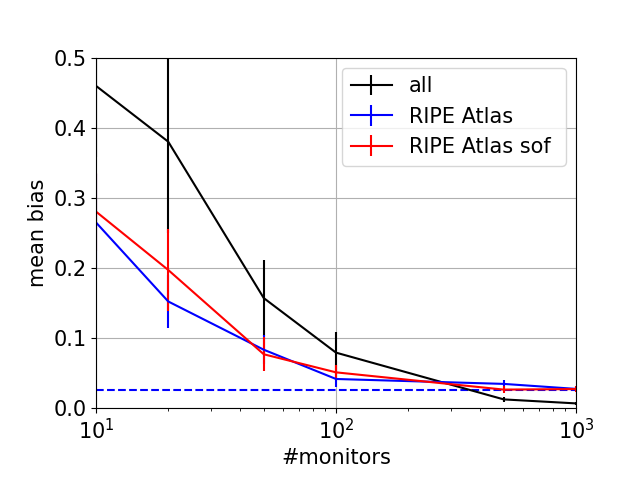 0.5
0.4
0.3
0.2
0.1
0.0
mean bias
all
RIPE Atlas
RIPE Atlas sof
10¹
10²
10³
#monitors